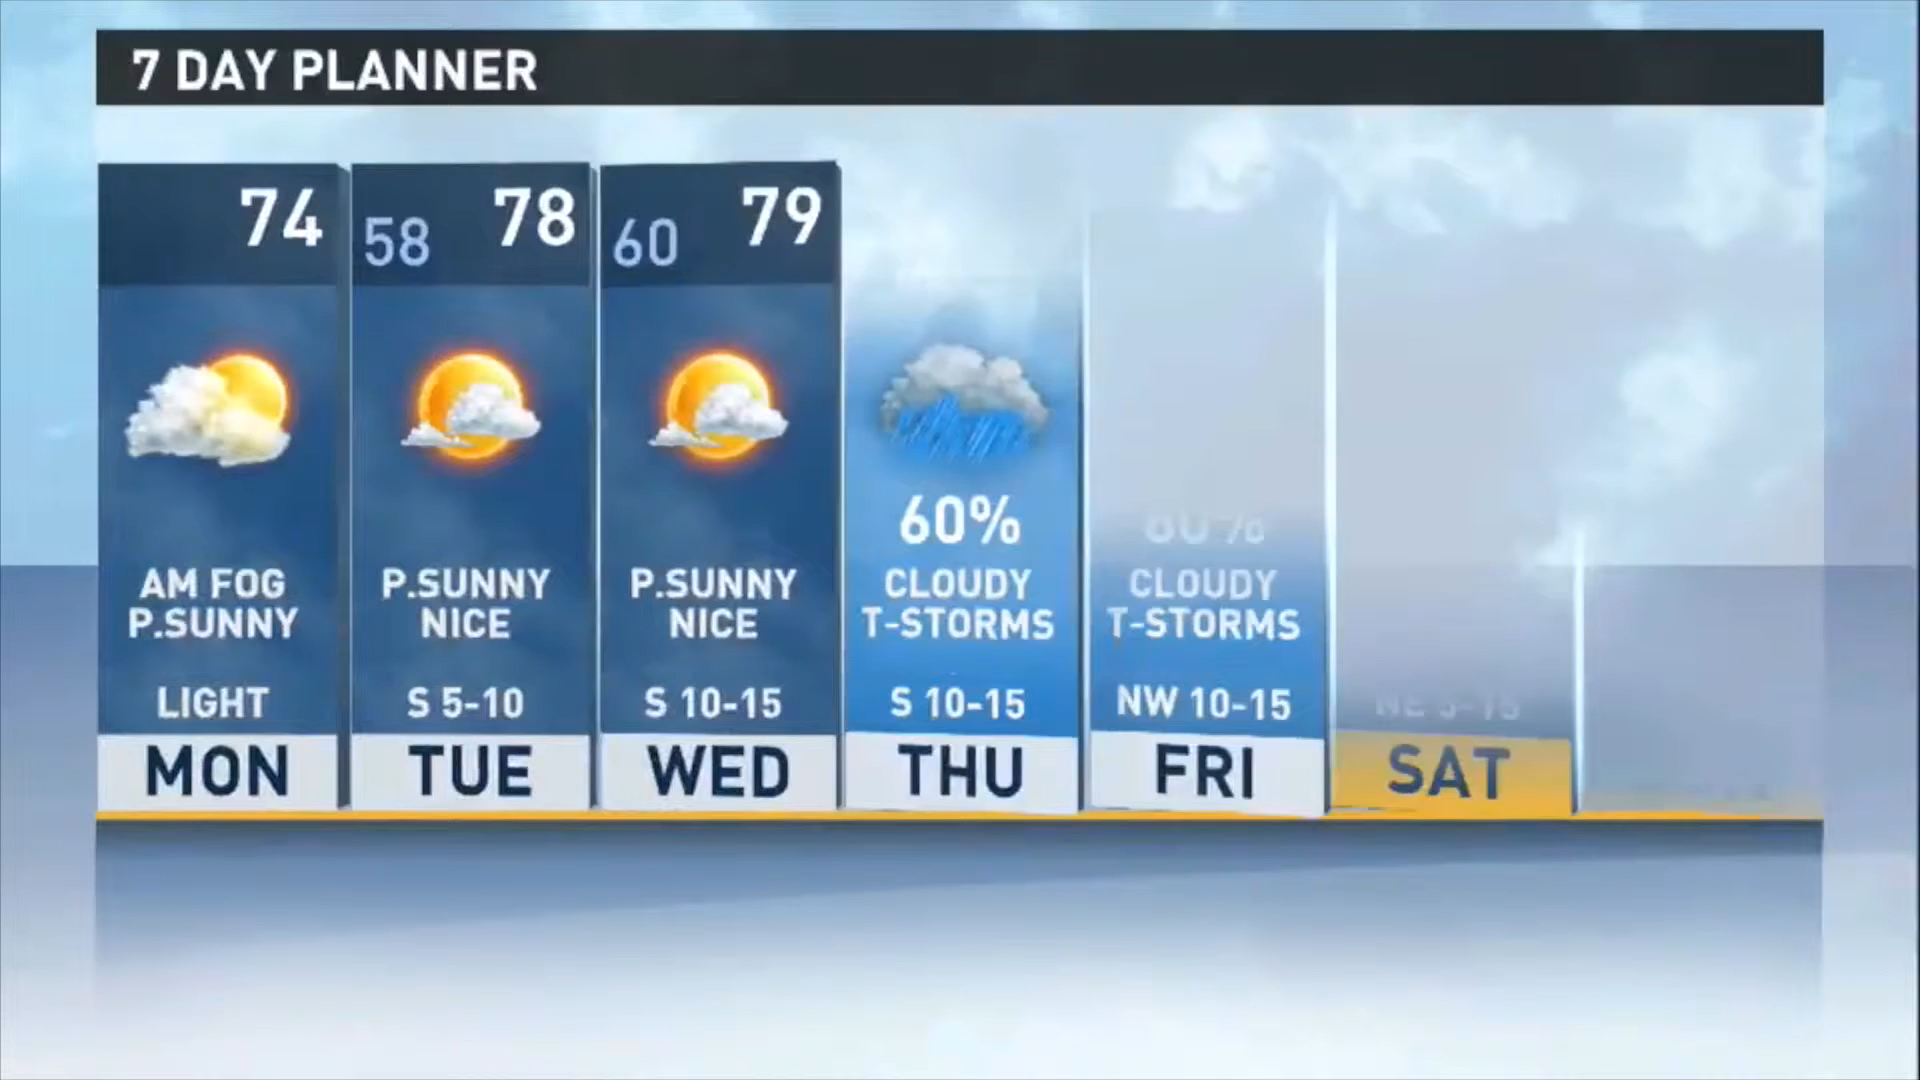 7 DAY PLANNER
74
58 78
60 79
60%
AM FOG
P.SUNNY
P.SUNNY
NICE
P.SUNNY
NICE
CLOUDY
T-STORMS
CLOUDY
T-STORMS
LIGHT
S 5-10
S 10-15
S 10-15
NW 10-15
MON
TUE
WED
THU
FRI
SAT